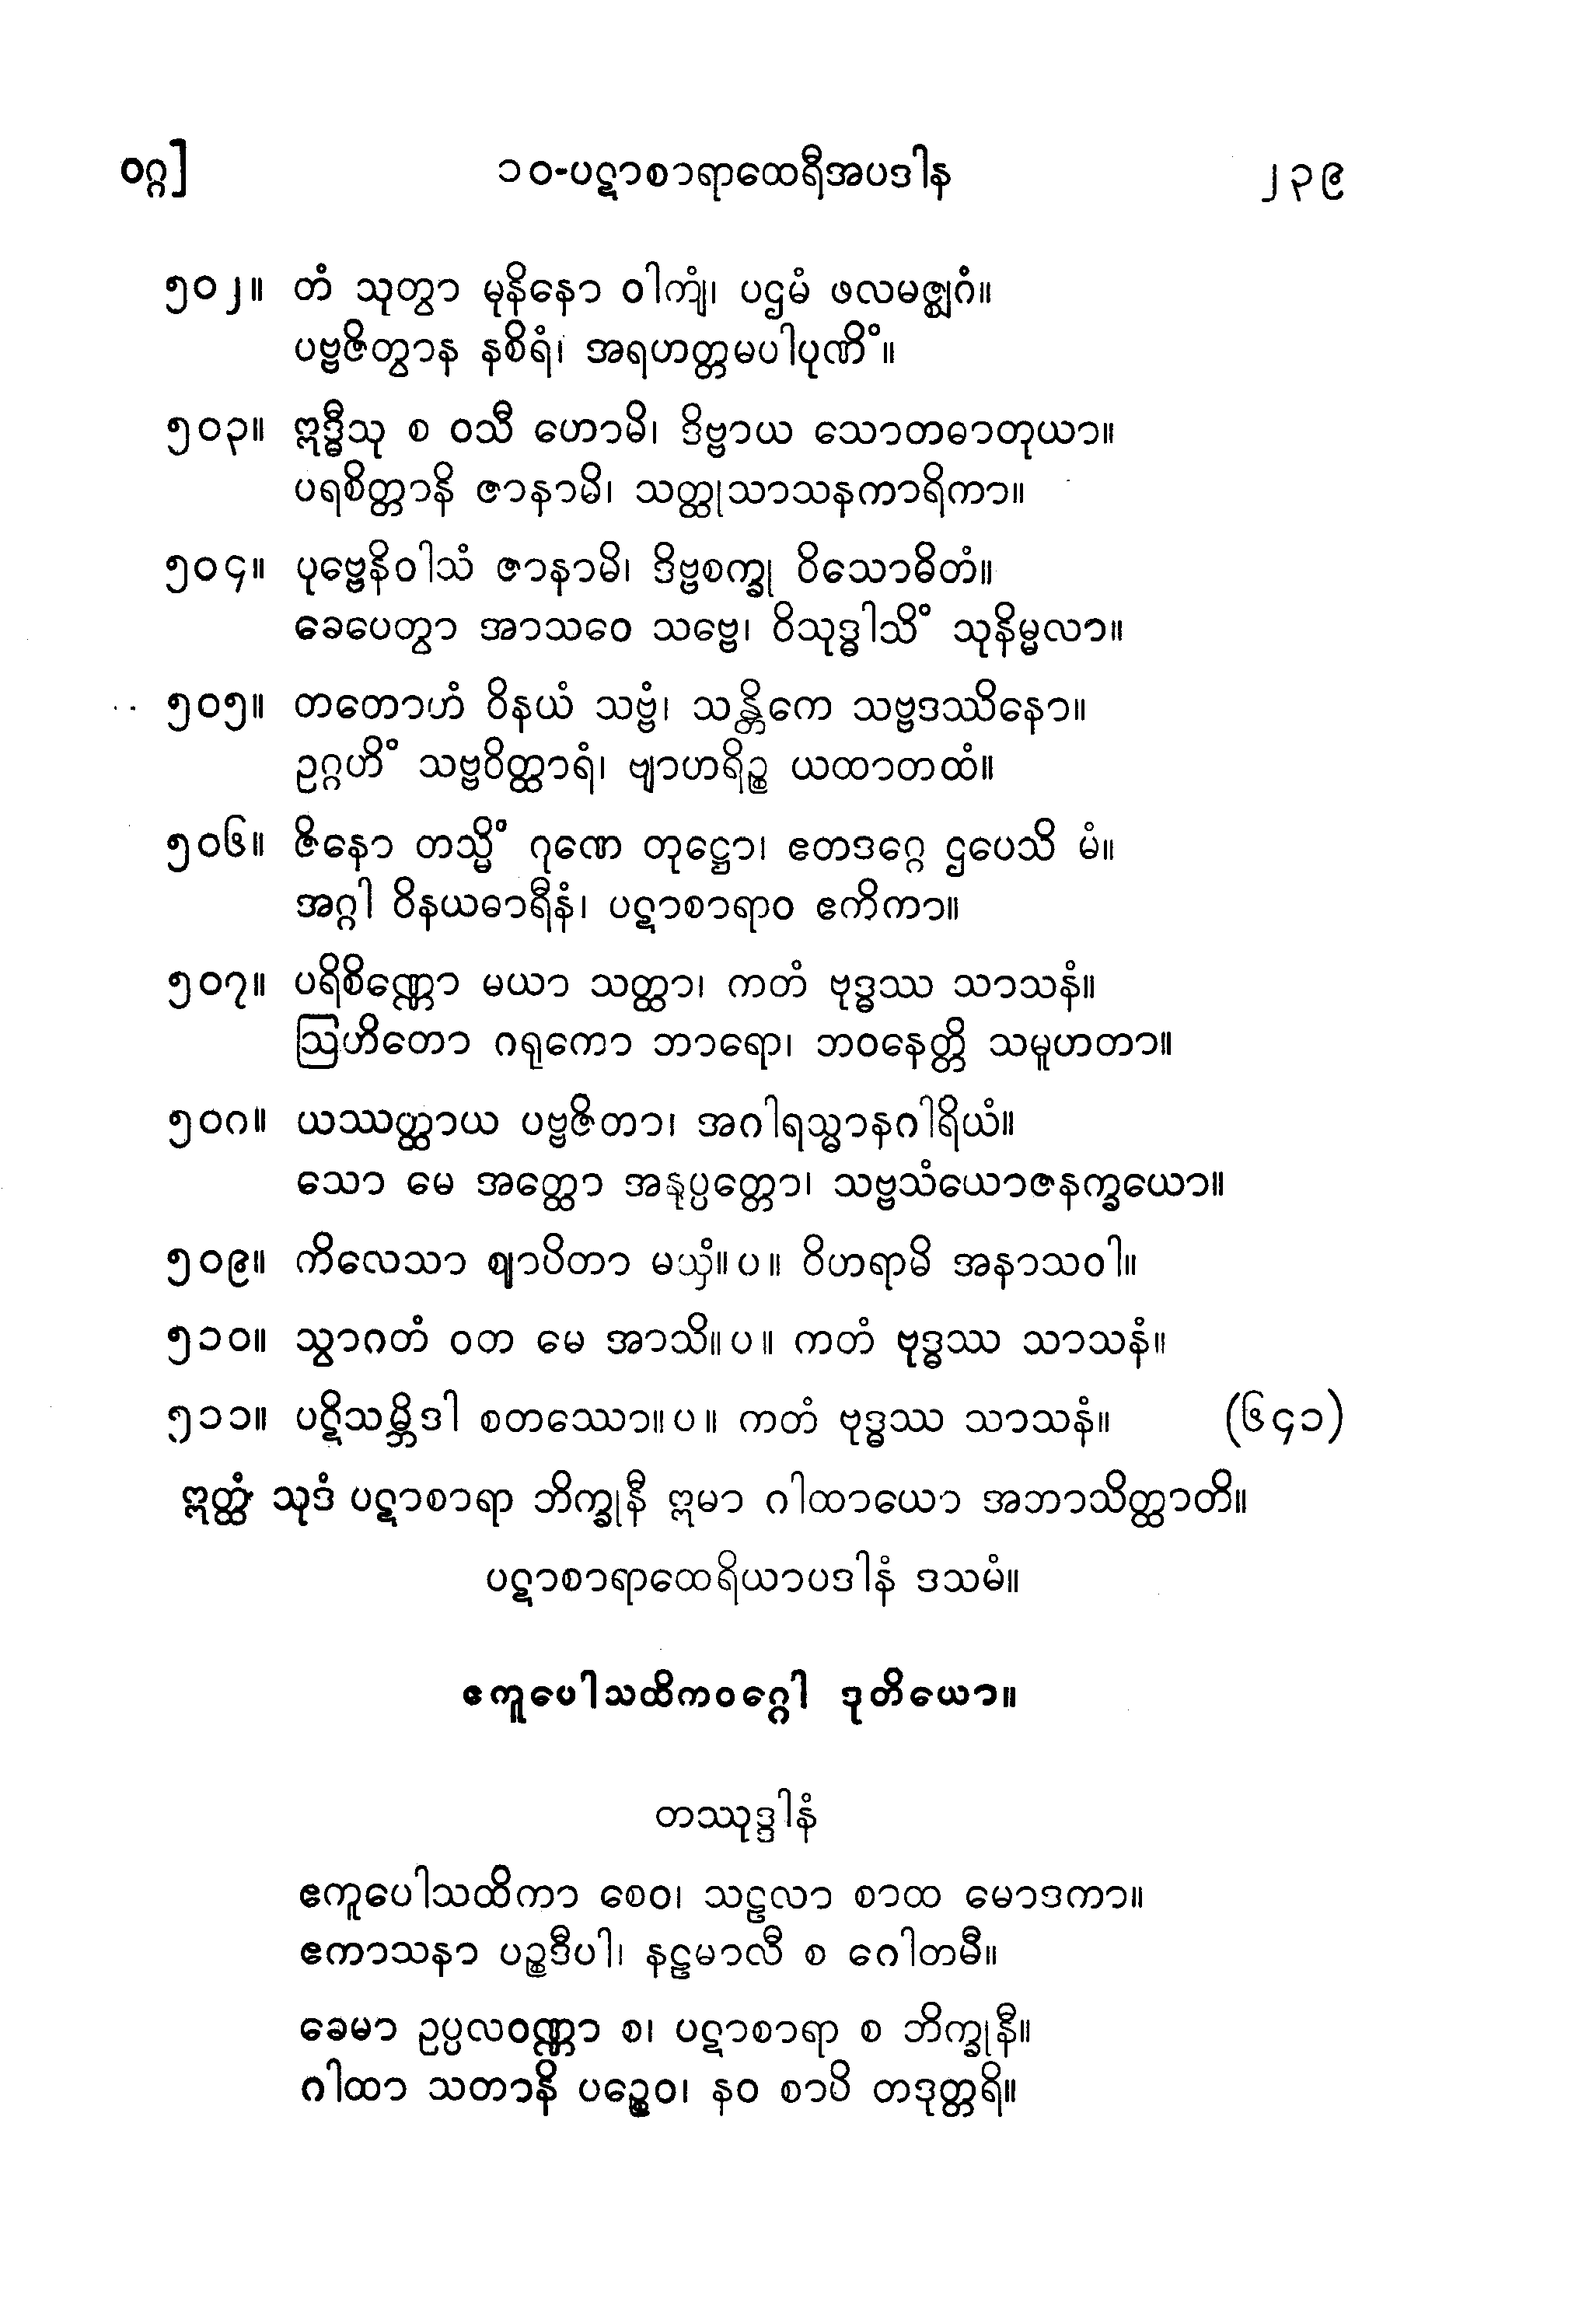 ဝဂ္ဂ] ၁၀-ပဋာစာရာထေရီအပဒါန ၂၃၉
၅၀၂။ တံ သုတွာ မုနိနော ဝါကျံ၊ ပဌမံ ဖလမဇ္ဈဂံ။
ပဗ္ဗဇိတွာန နစိရံ၊ အရဟတ္တမပါပုဏိံ။
၅၀၃။ ဣဒ္ဓီသု စ ဝသီ ဟောမိ၊ ဒိဗ္ဗာယ သောတဓာတုယာ။
ပရစိတ္တာနိ ဇာနာမိ၊ သတ္ထုသာသနကာရိကာ။
၅၀၄။ ပုဗ္ဗေနိဝါသံ ဇာနာမိ၊ ဒိဗ္ဗစက္ခု ဝိသောဓိတံ။
ခေပေတွာ အာသဝေ သဗ္ဗေ၊ ဝိသုဒ္ဓါသိံ သုနိမ္မလာ။
၅၀၅။ တတောဟံ ဝိနယံ သဗ္ဗံ၊ သန္တိကေ သဗ္ဗဒဿိနော။
ဥဂ္ဂဟိံ သဗ္ဗဝိတ္ထာရံ၊ ဗျာဟရိဉ္စ ယထာတထံ။
၅၀၆။ ဇိနော တသ္မိံ ဂုဏေ တုဋ္ဌော၊ ဧတဒဂ္ဂေ ဌပေသိ မံ။
အဂ္ဂါ ဝိနယဓာရီနံ၊ ပဋာစာရာဝ ဧကိကာ။
၅၀၇။ ပရိစိဏ္ဏော မယာ သတ္ထာ၊ ကတံ ဗုဒ္ဓဿ သာသနံ။
ဩဟိတော ဂရုကော ဘာရော၊ ဘဝနေတ္တိ သမူဟတာ။
၅၀ဂ။ ယဿတ္ထာယ ပဗ္ဗဇိတာ၊ အဂါရသ္မာနဂါရိယံ။
သော မေ အတ္ထော အနုပ္ပတ္တော၊ သဗ္ဗသံယောဇနက္ခယော။
၅၀၉။ ကိလေသာ ဈာပိတာ မယှံ။ ပ ။ ဝိဟရာမိ အနာသဝါ။
၅၁၀။ သွာဂတံ ဝတ မေ အာသိ။ ပ ။ ကတံ ဗုဒ္ဓဿ သာသနံ။
၅၁၁။ ပဋိသမ္ဘိဒါ စတဿော။ ပ ။ ကတံ ဗုဒ္ဓဿ သာသနံ။ (၆၄၁)
ဣတ္ထံ သုဒံ ပဋာစာရာ ဘိက္ခုနီ ဣမာ ဂါထာယော အဘာသိတ္ထာတိ။
ပဋာစာရာထေရိယာပဒါနံ ဒသမံ။
ဧကူပေါသထိကဝဂ္ဂေါ ဒုတိယော။
တဿုဒ္ဒါနံ
ဧကူပေါသထိကာ စေဝ၊ သဠလာ စာထ မောဒကာ။
ဧကာသနာ ပဉ္စဒီပါ၊ နဠမာလီ စ ဂေါတမီ။
ခေမာ ဥပ္ပလဝဏ္ဏာ စ၊ ပဋာစာရာ စ ဘိက္ခုနီ။
ဂါထာ သတာနိ ပဉ္စေဝ၊ နဝ စာပိ တဒုတ္တရိ။